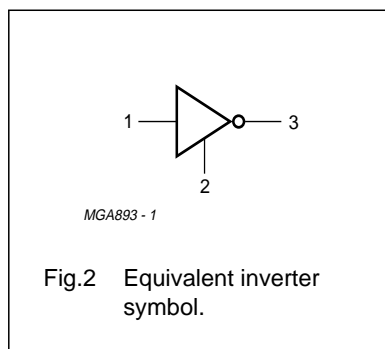 1
3
2
MGA893 - 1
Fig.2 Equivalent inverter
symbol.